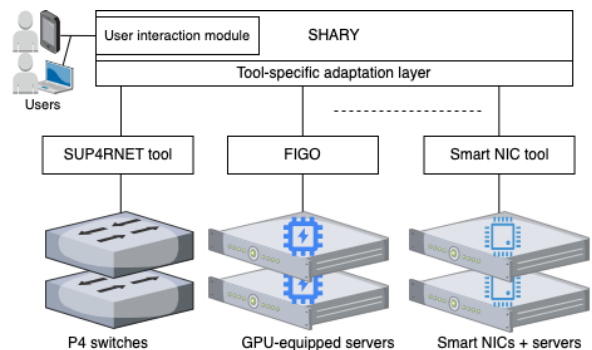 User interaction module
SHARY
Tool-specific adaptation layer
Users
SUP4RNET tool
FIGO
Smart NIC tool
P4 switches
GPU-equipped servers
Smart NICs + servers